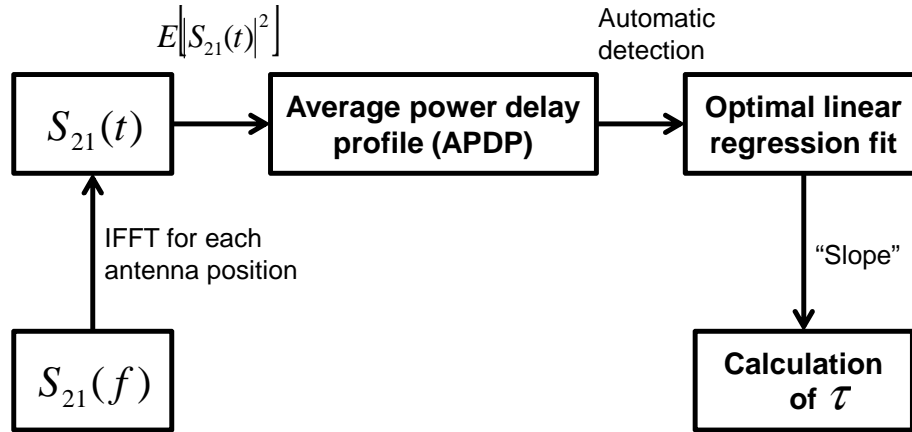 E[|S₂₁(t)|²]
Automatic
detection
S₂₁(t)
Average power delay
profile (APDP)
Optimal linear
regression fit
IFFT for each
antenna position
“Slope”
S₂₁(f)
Calculation
of τ